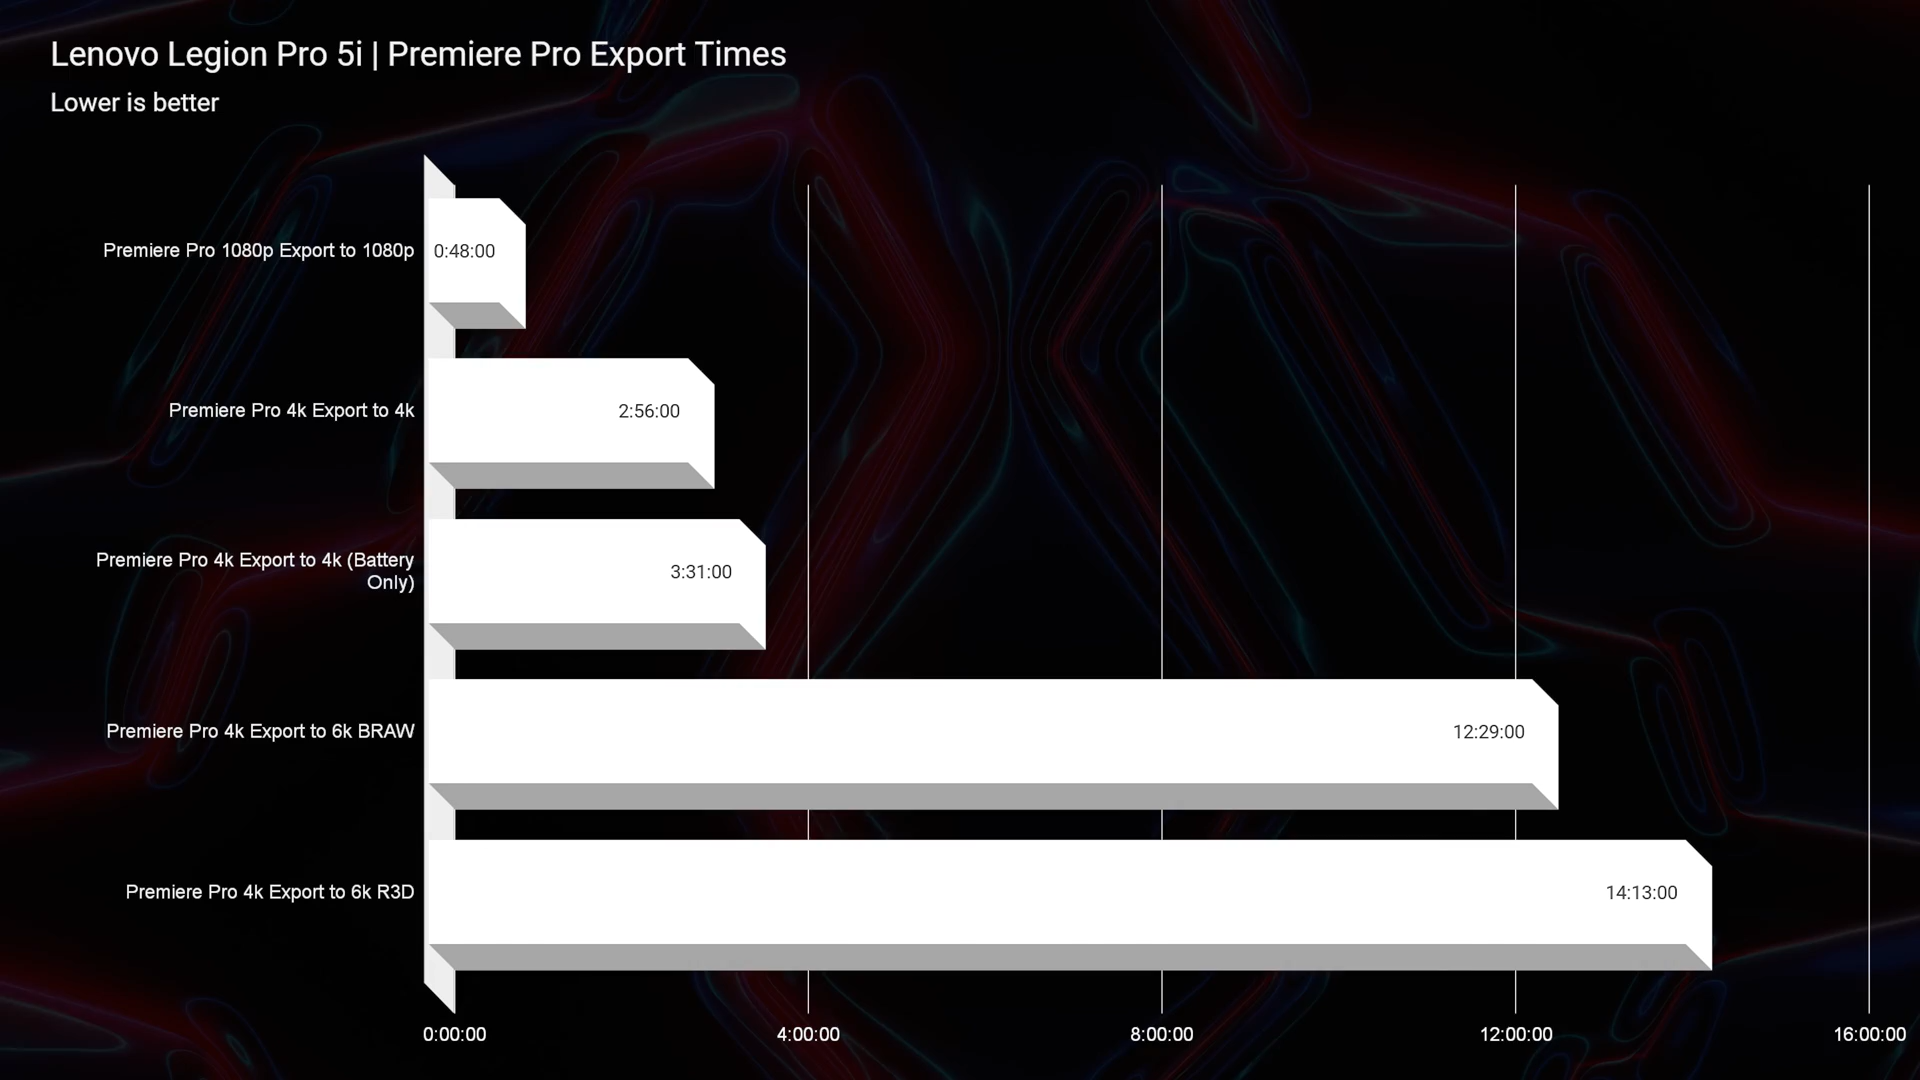 Lenovo Legion Pro 5i | Premiere Pro Export Times
Lower is better
Premiere Pro 1080p Export to 1080p
0:48:00
Premiere Pro 4k Export to 4k
2:56:00
Premiere Pro 4k Export to 4k (Battery
Only)
3:31:00
Premiere Pro 4k Export to 6k BRAW
12:29:00
Premiere Pro 4k Export to 6k R3D
14:13:00
0:00:00
4:00:00
8:00:00
12:00:00
16:00:00